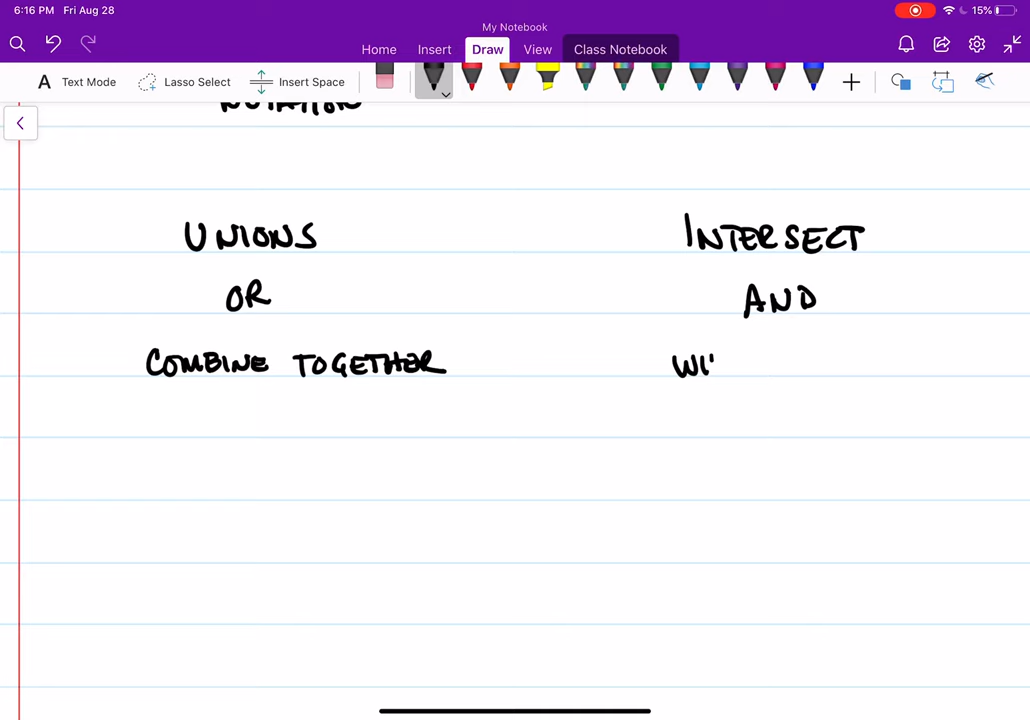 6:16 PM Fri Aug 28 15%
My Notebook
Home Insert Draw View Class Notebook
A Text Mode Lasso Select Insert Space
UNIONS INTERSECT
OR AND
COMBINE TOGETHER